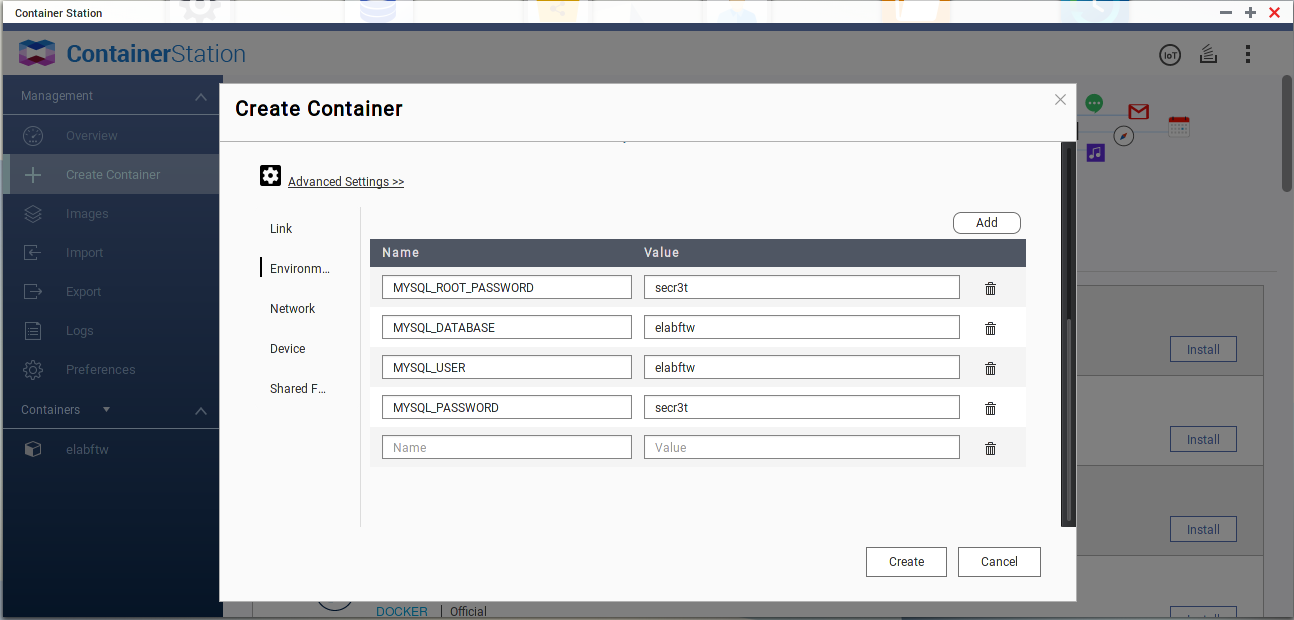 Container Station
ContainerStation
IoT
Management
Overview
Create Container
Images
Import
Export
Logs
Preferences
Containers
elabftw
Create Container
Advanced Settings >>
Link
Environm...
Network
Device
Shared F...
Add
Name Value
MYSQL_ROOT_PASSWORD secr3t
MYSQL_DATABASE elabftw
MYSQL_USER elabftw
MYSQL_PASSWORD secr3t
Name Value
Create Cancel
Install
Install
Install
Install
DOCKER | Official